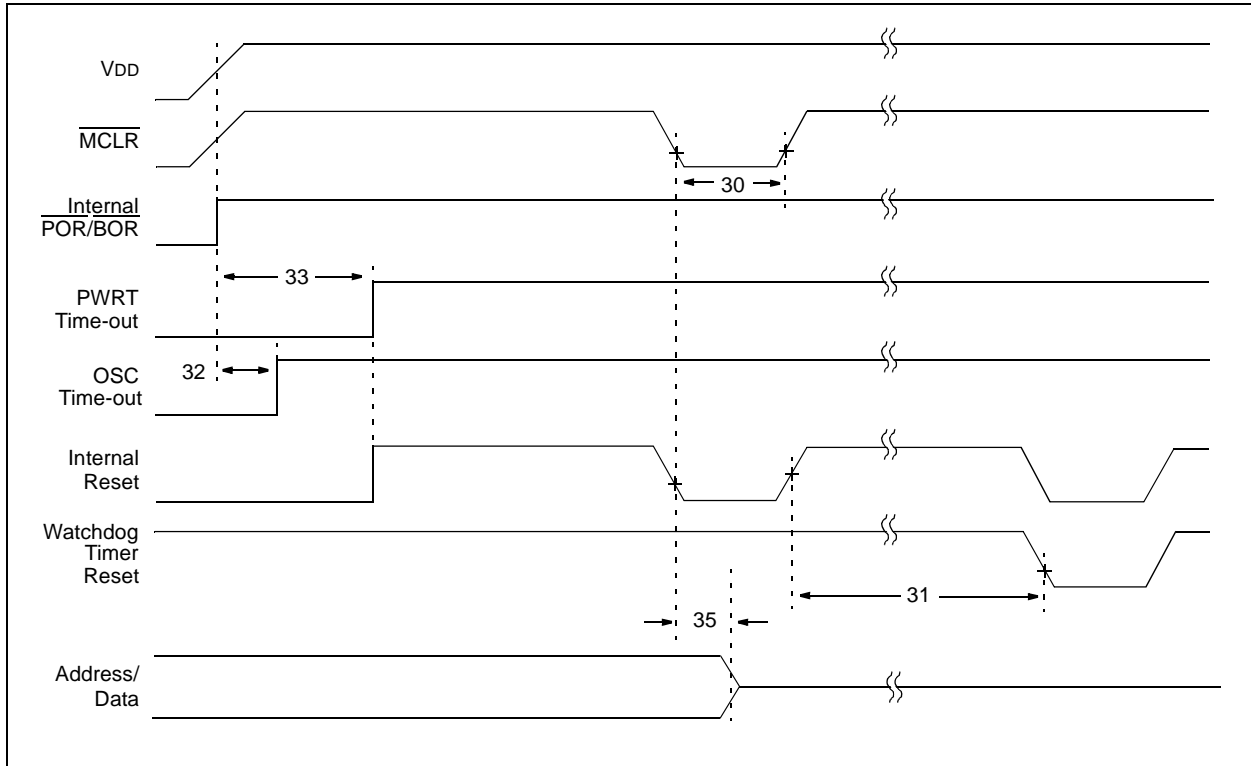 VDD
MCLR
30
Internal
POR/BOR
33
PWRT
Time-out
32
OSC
Time-out
Internal
Reset
Watchdog
Timer
Reset
31
35
Address/
Data